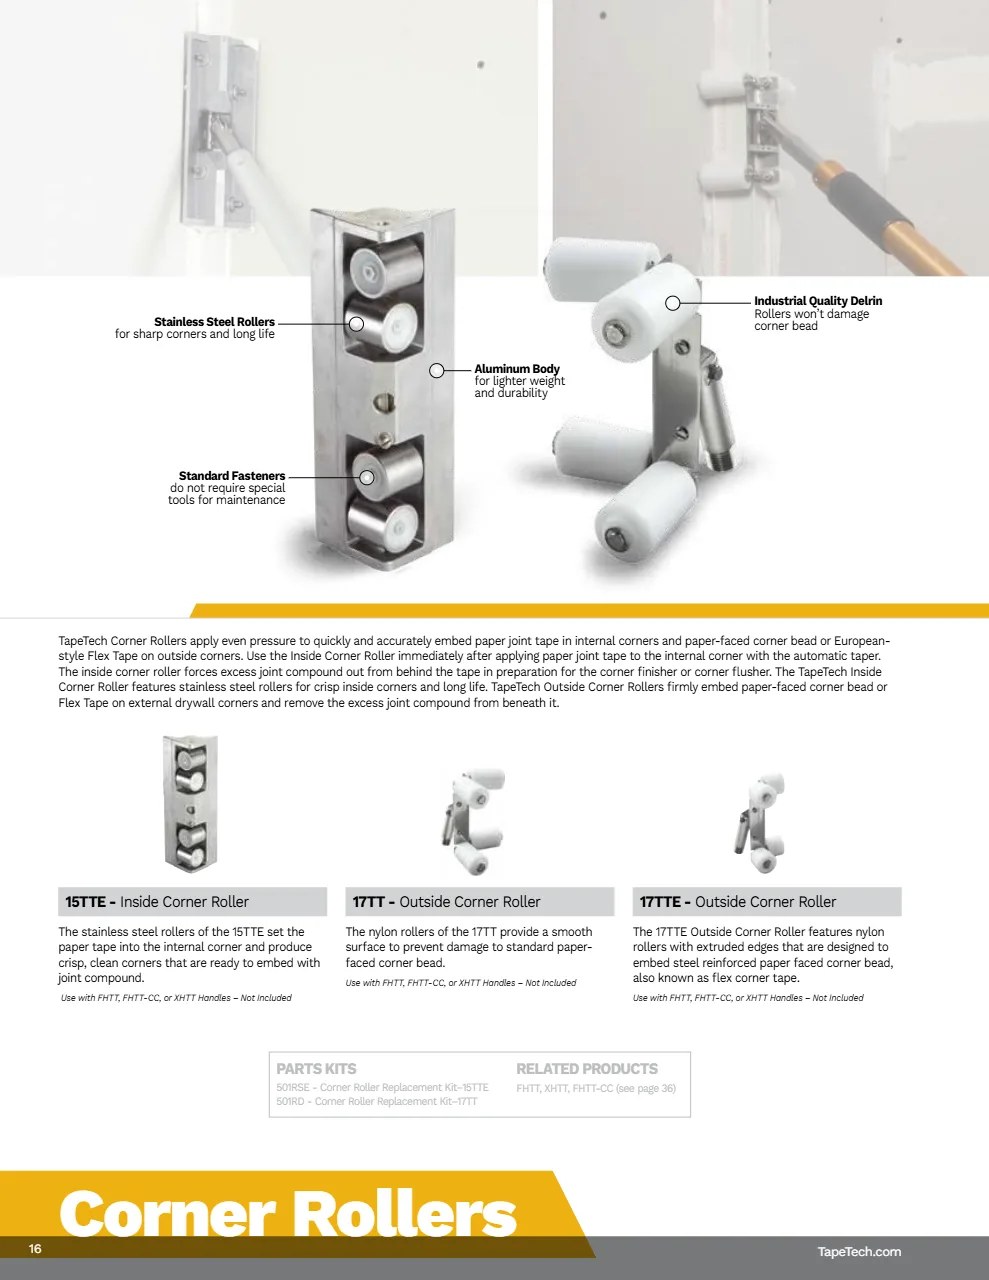 Stainless Steel Rollers
for sharp corners and long life
Aluminum Body
for lighter weight
and durability
Standard Fasteners
do not require special
tools for maintenance
Industrial Quality Delrin
Rollers won't damage
corner bead
TapeTech Corner Rollers apply even pressure to quickly and accurately embed paper joint tape in internal corners and paper-faced corner bead or European-
style Flex Tape on outside corners. Use the Inside Corner Roller immediately after applying paper joint tape to the internal corner with the automatic taper.
The inside corner roller forces excess joint compound out from behind the tape in preparation for the corner finisher or corner flusher. The TapeTech Inside
Corner Roller features stainless steel rollers for crisp inside corners and long life. TapeTech Outside Corner Rollers firmly embed paper-faced corner bead or
Flex Tape on external drywall corners and remove the excess joint compound from beneath it.
15TTE - Inside Corner Roller
The stainless steel rollers of the 15TTE set the
paper tape into the internal corner and produce
crisp, clean corners that are ready to embed with
joint compound.
Use with FHTT, FHTT-CC, or XHTT Handles – Not Included
17TT - Outside Corner Roller
The nylon rollers of the 17TT provide a smooth
surface to prevent damage to standard paper-
faced corner bead.
Use with FHTT, FHTT-CC, or XHTT Handles – Not Included
17TTE - Outside Corner Roller
The 17TTE Outside Corner Roller features nylon
rollers with extruded edges that are designed to
embed steel reinforced paper faced corner bead,
also known as flex corner tape.
Use with FHTT, FHTT-CC, or XHTT Handles – Not Included
PARTS KITS
501RSE - Corner Roller Replacement Kit–15TTE
501RD - Corner Roller Replacement Kit–17TT
RELATED PRODUCTS
FHTT, XHTT, FHTT-CC (see page 36)
Corner Rollers
16
TapeTech.com